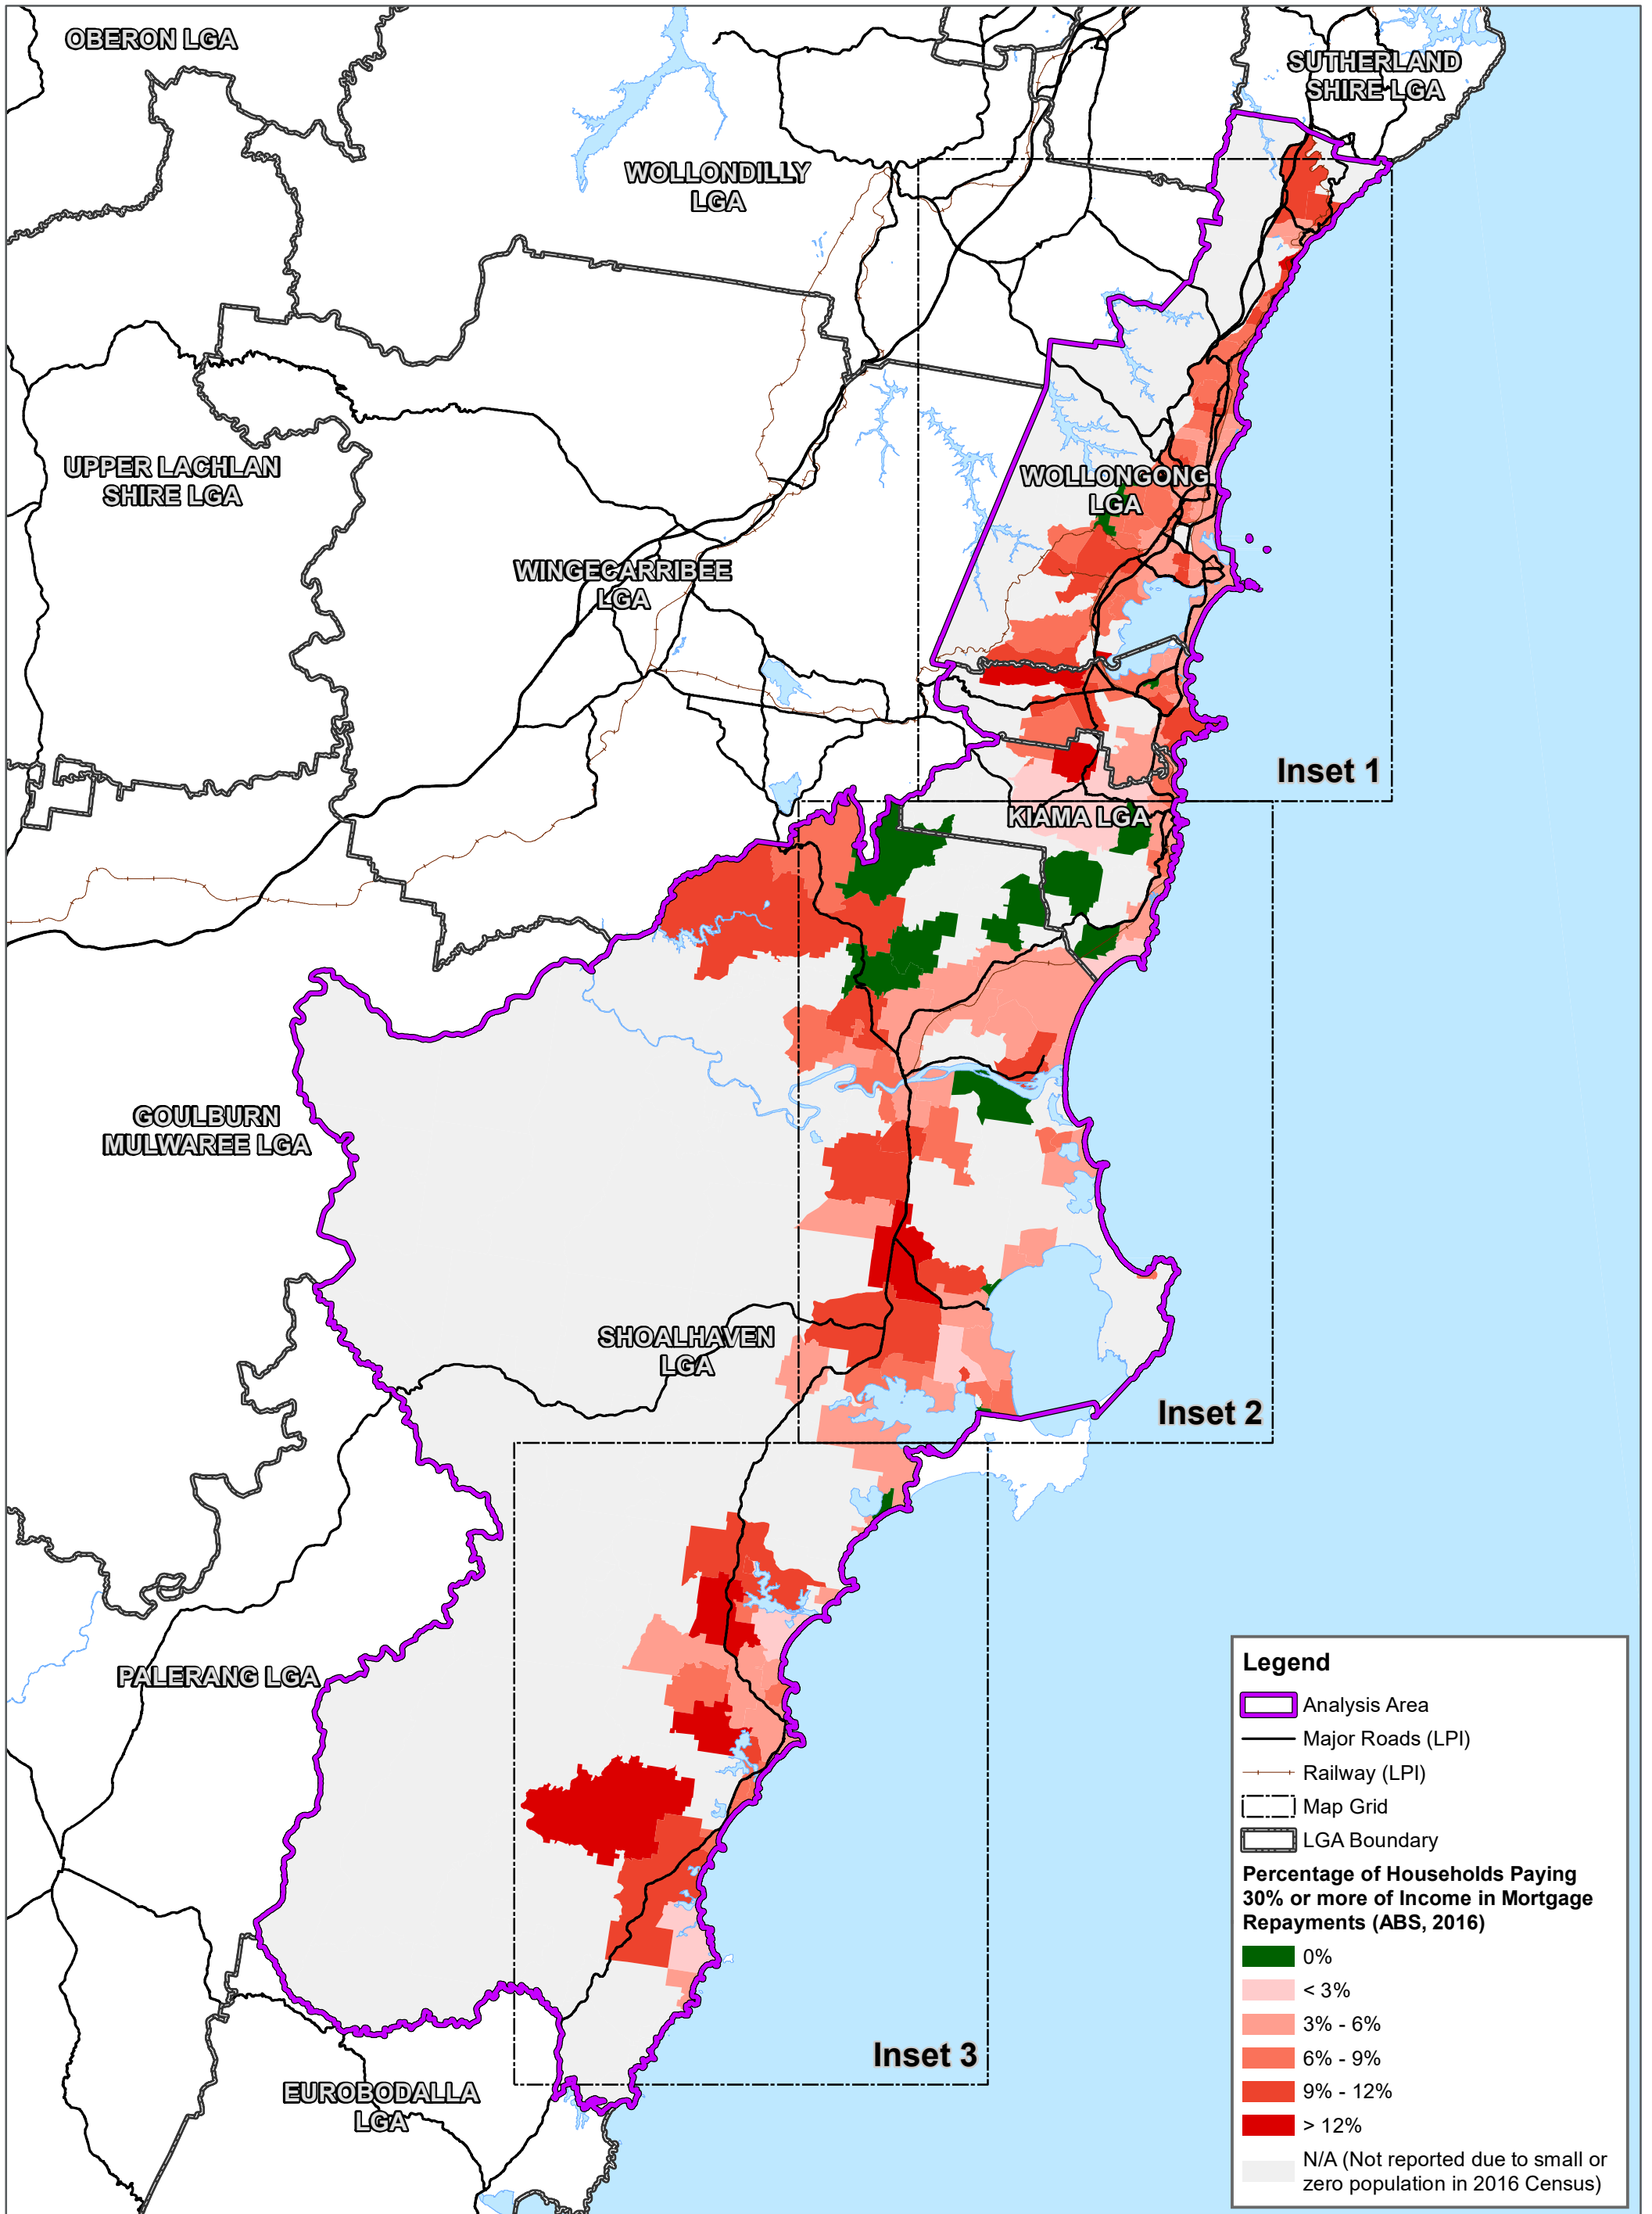 OBERON LGA
SUTHERLAND
SHIRE LGA
WOLLONDILLY
LGA
UPPER LACHLAN
SHIRE LGA
WOLLONGONG
LGA
WINGECARRIBEE
LGA
Inset 1
KIAMA LGA
GOULBURN
MULWAREE LGA
SHOALHAVEN
LGA
Inset 2
PALERANG LGA
Inset 3
EUROBODALLA
LGA
Legend
Analysis Area
Major Roads (LPI)
Railway (LPI)
Map Grid
LGA Boundary
Percentage of Households Paying
30% or more of Income in Mortgage
Repayments (ABS, 2016)
0%
< 3%
3% - 6%
6% - 9%
9% - 12%
> 12%
N/A (Not reported due to small or
zero population in 2016 Census)